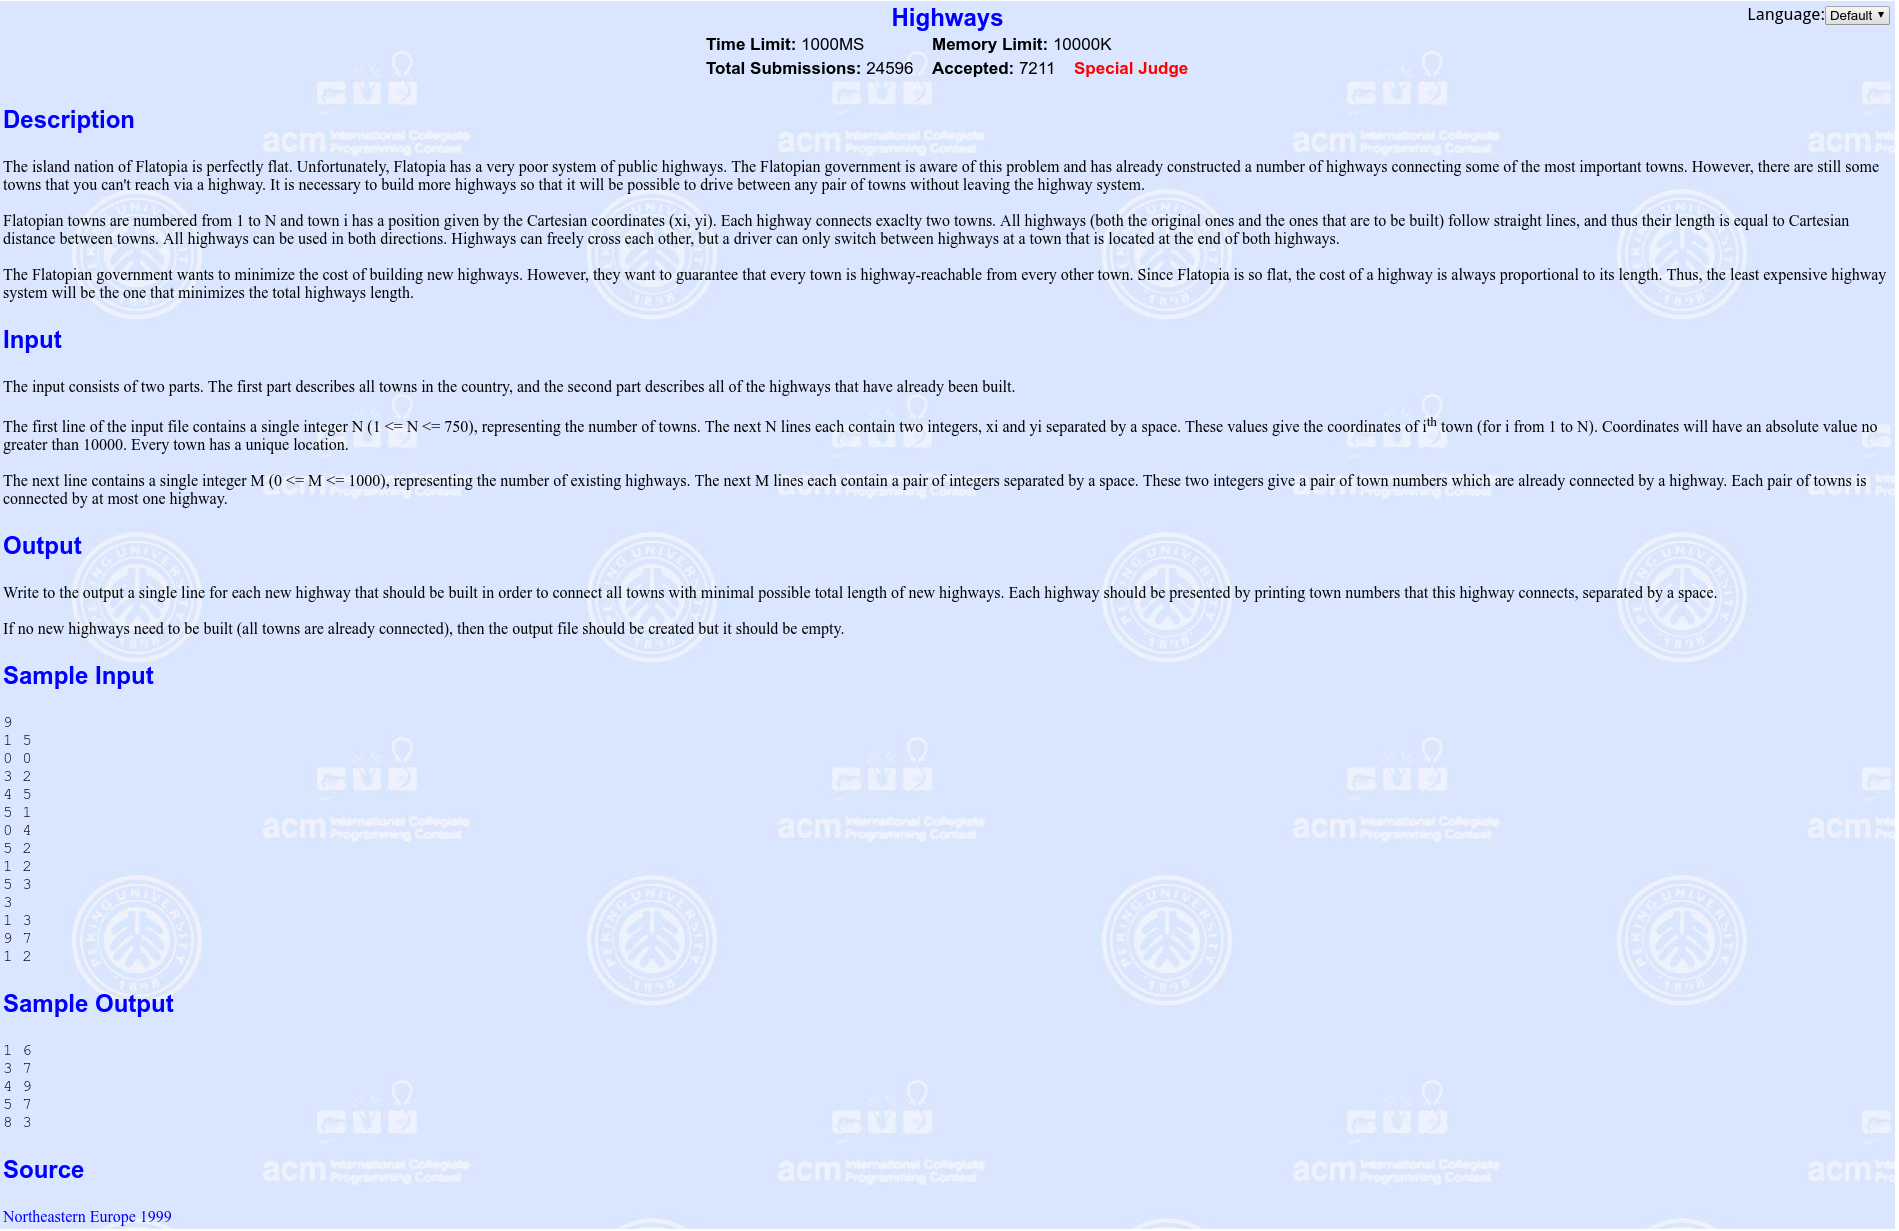 Highways
Language: Default
Time Limit: 1000MS Memory Limit: 10000K
Total Submissions: 24596 Accepted: 7211 Special Judge
Description
The island nation of Flatopia is perfectly flat. Unfortunately, Flatopia has a very poor system of public highways. The Flatopian government is aware of this problem and has already constructed a number of highways connecting some of the most important towns. However, there are still some
towns that you can't reach via a highway. It is necessary to build more highways so that it will be possible to drive between any pair of towns without leaving the highway system.
Flatopian towns are numbered from 1 to N and town i has a position given by the Cartesian coordinates (xi, yi). Each highway connects exaclty two towns. All highways (both the original ones and the ones that are to be built) follow straight lines, and thus their length is equal to Cartesian
distance between towns. All highways can be used in both directions. Highways can freely cross each other, but a driver can only switch between highways at a town that is located at the end of both highways.
The Flatopian government wants to minimize the cost of building new highways. However, they want to guarantee that every town is highway-reachable from every other town. Since Flatopia is so flat, the cost of a highway is always proportional to its length. Thus, the least expensive highway
system will be the one that minimizes the total highways length.
Input
The input consists of two parts. The first part describes all towns in the country, and the second part describes all of the highways that have already been built.
The first line of the input file contains a single integer N (1 <= N <= 750), representing the number of towns. The next N lines each contain two integers, xi and yi separated by a space. These values give the coordinates of ith town (for i from 1 to N). Coordinates will have an absolute value no
greater than 10000. Every town has a unique location.
The next line contains a single integer M (0 <= M <= 1000), representing the number of existing highways. The next M lines each contain a pair of integers separated by a space. These two integers give a pair of town numbers which are already connected by a highway. Each pair of towns is
connected by at most one highway.
Output
Write to the output a single line for each new highway that should be built in order to connect all towns with minimal possible total length of new highways. Each highway should be presented by printing town numbers that this highway connects, separated by a space.
If no new highways need to be built (all towns are already connected), then the output file should be created but it should be empty.
Sample Input
9
1 5
0 0
3 2
4 5
5 1
0 4
5 2
1 2
5 3
3
1 3
9 7
1 2
Sample Output
1 6
3 7
4 9
5 7
8 3
Source
Northeastern Europe 1999